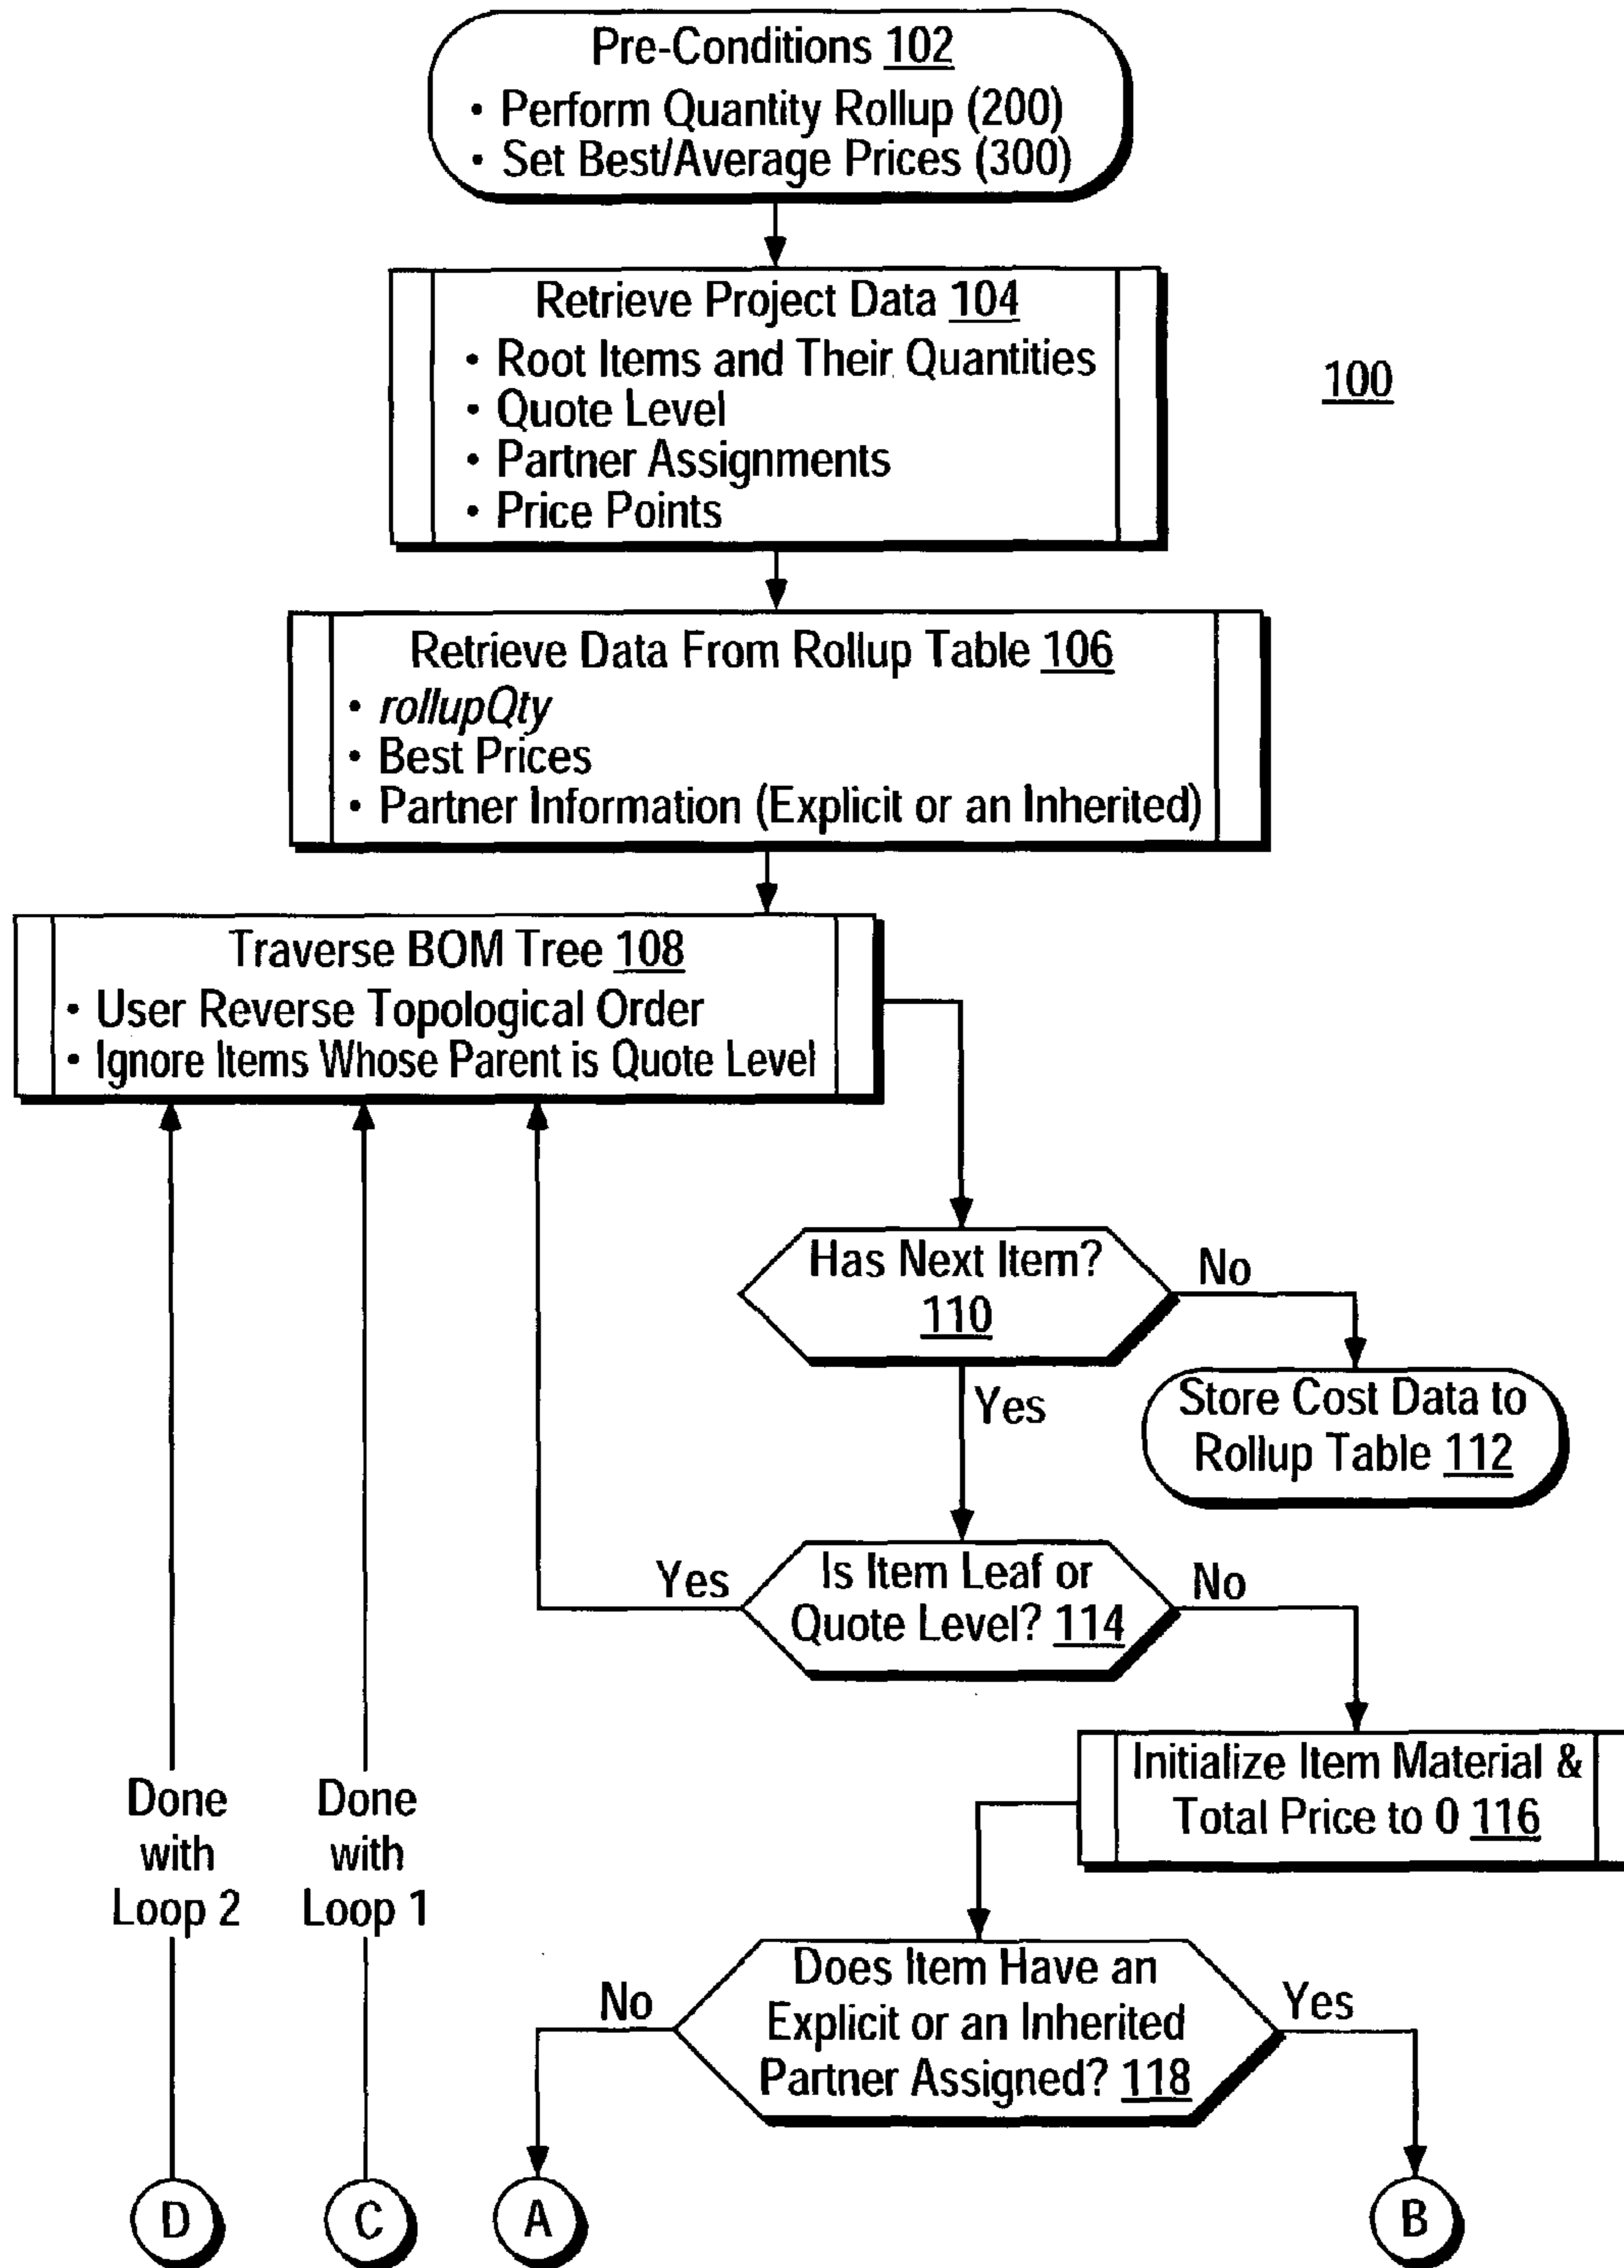 Pre-Conditions 102
• Perform Quantity Rollup (200)
• Set Best/Average Prices (300)
Retrieve Project Data 104
• Root Items and Their Quantities
• Quote Level
• Partner Assignments
• Price Points
100
Retrieve Data From Rollup Table 106
• rollupQty
• Best Prices
• Partner Information (Explicit or an Inherited)
Traverse BOM Tree 108
• User Reverse Topological Order
• Ignore Items Whose Parent is Quote Level
Has Next Item?
110
No
Yes
Store Cost Data to
Rollup Table 112
Yes
Is Item Leaf or
Quote Level? 114
No
Initialize Item Material &
Total Price to 0 116
Done
with
Loop 2
Done
with
Loop 1
No
Does Item Have an
Explicit or an Inherited
Partner Assigned? 118
Yes
D
C
A
B